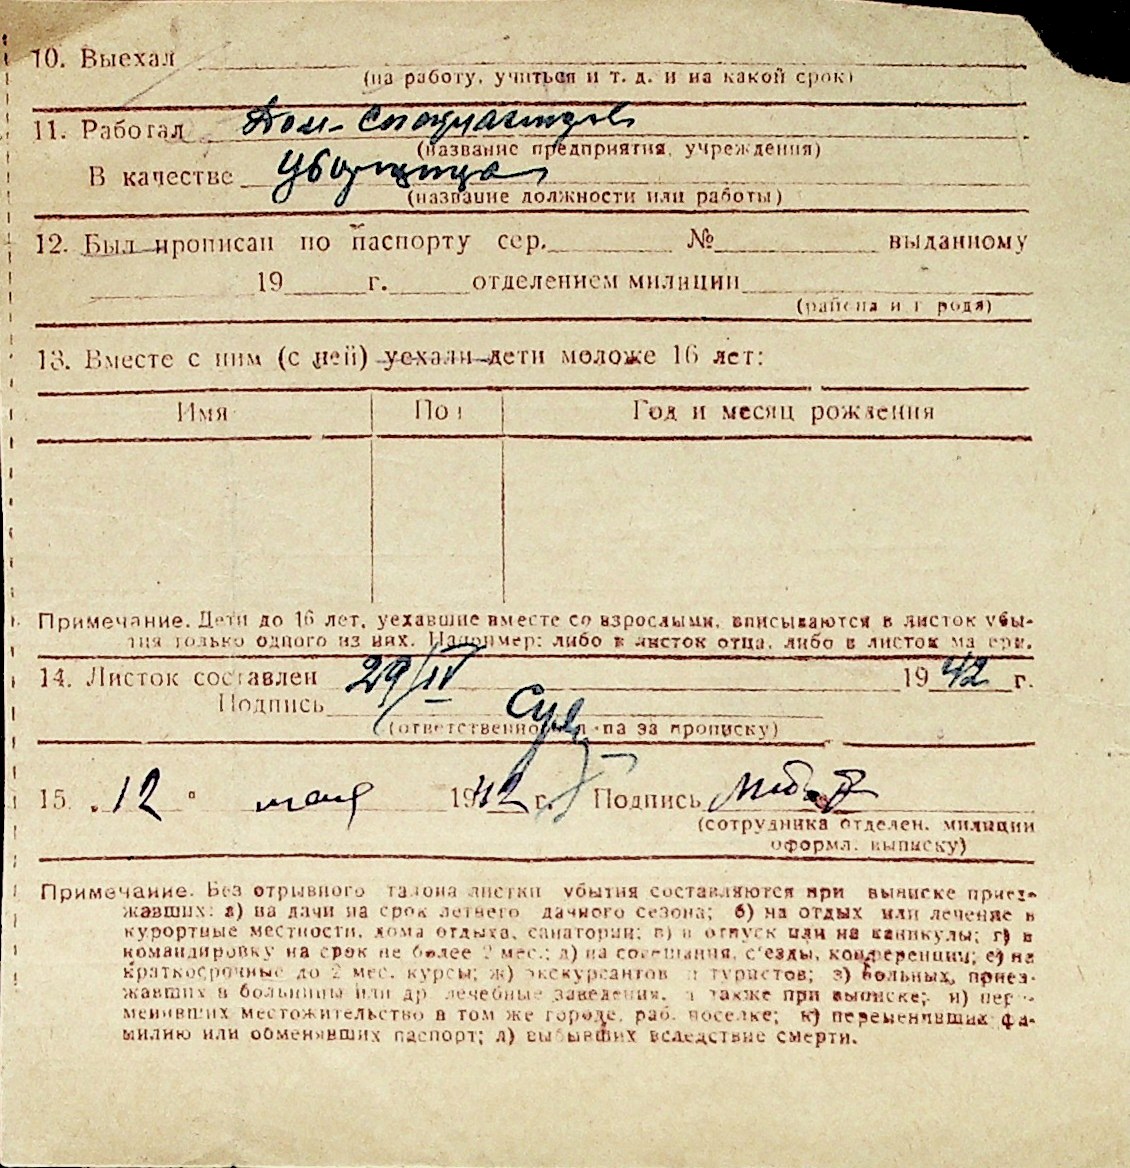 10. Выехал
(на работу, учиться и т. д. и на какой срок)
11. Работал Дом-
(название предприятия, учреждения)
В качестве Уборщица
(название должности или работы)
12. Был прописан по паспорту сер. № выданному
19 г. отделением милиции
(района и города)
13. Вместе с ним (с ней) уехали дети моложе 16 лет:
Имя Пол Год и месяц рождения
Примечание. Дети до 16 лет, уехавшие вместе со взрослыми, вписываются в листок убы-
тия только одного из них. Например: либо в листок отца, либо в листок матери.
14. Листок составлен 29/IV 1942 г.
Подпись
(ответственного за прописку)
15. "12" мая 1942 г. Подпись
(сотрудника отделен. милиции
оформл. выписку)
Примечание. Без отрывного талона листки убытия составляются при выписке приез-
жавших: а) на дачи на срок летнего дачного сезона; б) на отдых или лечение в
курортные местности, дома отдыха, санатории; в) в отпуск или на каникулы; г) в
командировку на срок не более 2 мес.; д) на совещания, с'езды, конференции; е) на
краткосрочные до 2 мес. курсы; ж) экскурсантов и туристов; з) больных, приез-
жавших в больницы или др. лечебные заведения, а также при выписке; и) пере-
менивших местожительство в том же городе, раб. поселке; к) переменивших фа-
милию или обменявших паспорт; л) выбывших вследствие смерти.